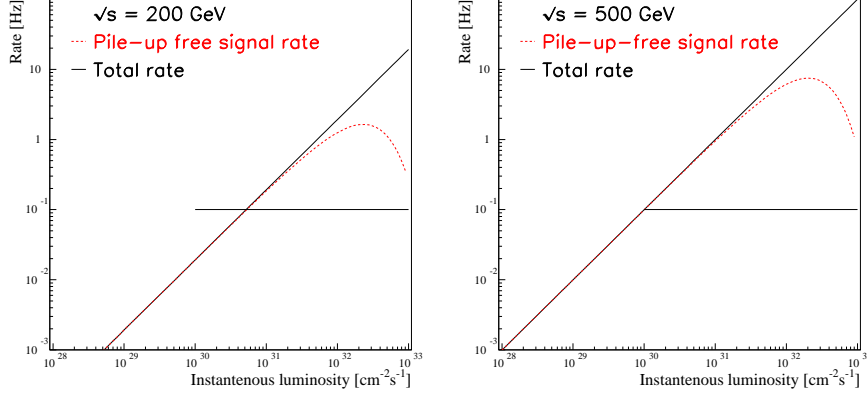 √s = 200 GeV
Pile-up free signal rate
Total rate
Rate [Hz]
10
1
10 -1
10 -2
10 -3
10 28
10 29
10 30
10 31
10 32
10 33
Instantenous luminosity [cm-2s-1]
√s = 500 GeV
Pile-up-free signal rate
Total rate
Rate [Hz]
10
1
10 -1
10 -2
10 -3
10 28
10 29
10 30
10 31
10 32
10 3
Instantenous luminosity [cm-2s-1]